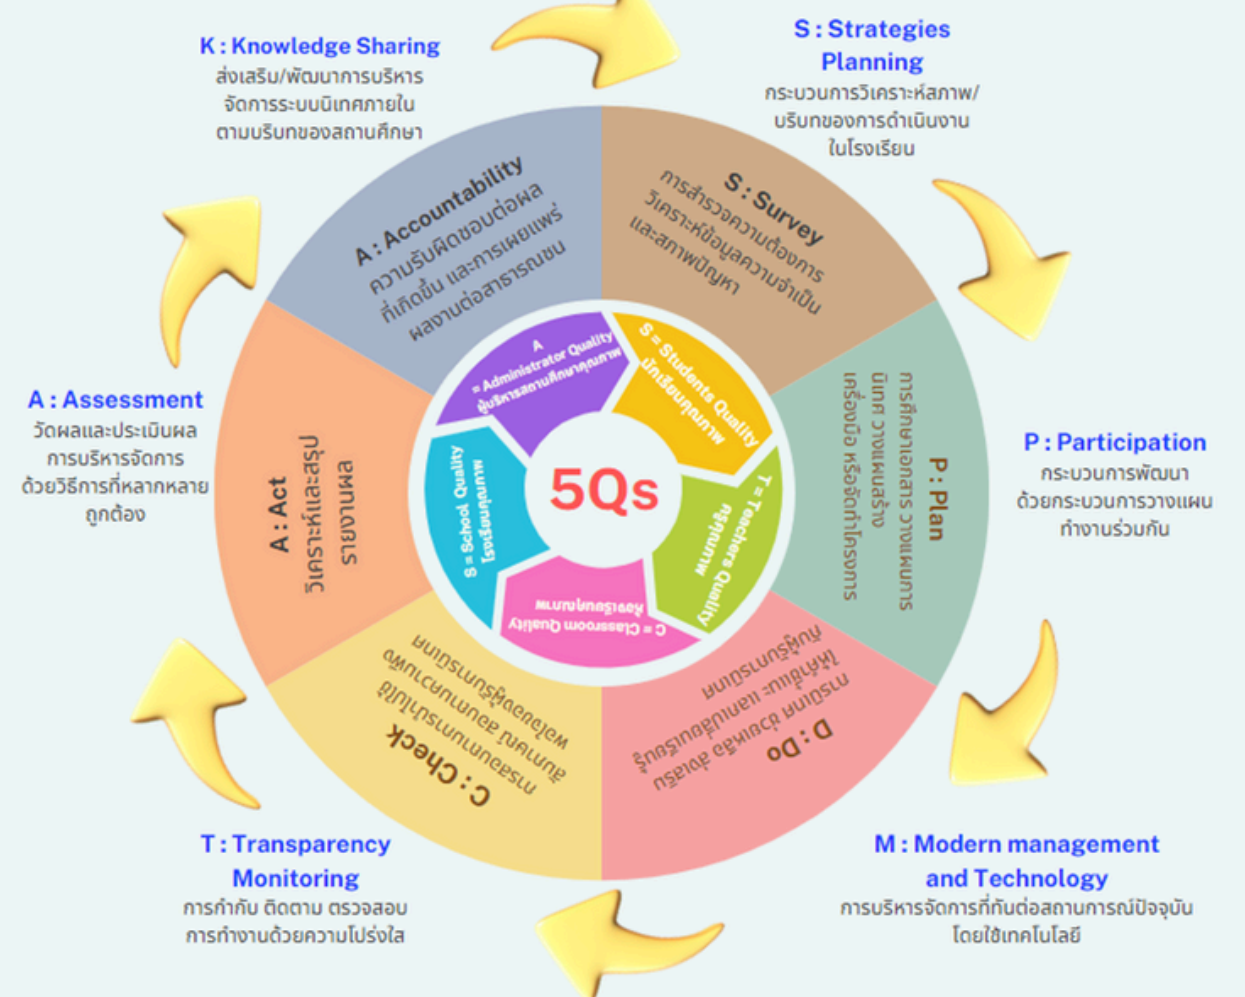 K : Knowledge Sharing
ส่งเสริม/พัฒนาการบริหาร
จัดการระบบนิเทศภายใน
ตามบริบทของสถานศึกษา
S : Strategies
Planning
กระบวนการวิเคราะห์สภาพ/
บริบทของการดำเนินงาน
ในโรงเรียน
P : Participation
กระบวนการพัฒนา
ด้วยกระบวนการวางแผน
ทำงานร่วมกัน
M : Modern management
and Technology
การบริหารจัดการที่ทันต่อสถานการณ์ปัจจุบัน
โดยใช้เทคโนโลยี
T : Transparency
Monitoring
การกำกับ ติดตาม ตรวจสอบ
การทำงานด้วยความโปร่งใส
A : Assessment
วัดผลและประเมินผล
การบริหารจัดการ
ด้วยวิธีการที่หลากหลาย
ถูกต้อง
A : Accountability
ความรับผิดชอบต่อผล
ที่เกิดขึ้น และการเผยแพร่
ผลงานต่อสาธารณชน
S : Survey
การสำรวจความต้องการ
วิเคราะห์ข้อมูลความจำเป็น
และสภาพปัญหา
P : Plan
การศึกษาเอกสาร วางแผนการ
นิเทศ วางแผนสร้าง
เครื่องมือ หรือจัดทำโครงการ
D : Do
การนิเทศ ช่วยเหลือ ส่งเสริม
ให้คำชี้แนะ แลกเปลี่ยนเรียนรู้
กับผู้รับการนิเทศ
C : Check
การสอบถามการนำไปใช้
สัมภาษณ์ สอบถามความพึง
พอใจของผู้รับการนิเทศ
A : Act
วิเคราะห์และสรุป
รายงานผล
A
= Administrator Quality
ผู้บริหารสถานศึกษาคุณภาพ
S = Students Quality
นักเรียนคุณภาพ
T = Teachers Quality
ครูคุณภาพ
C = Classroom Quality
ห้องเรียนคุณภาพ
S = School Quality
โรงเรียนคุณภาพ
5Qs